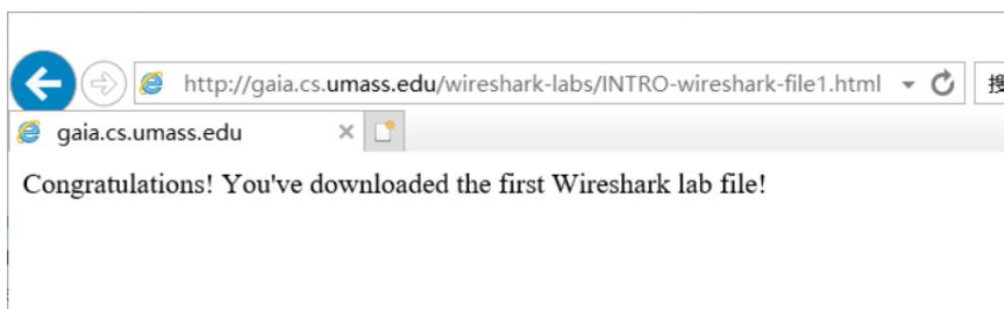 http://gaia.cs.umass.edu/wireshark-labs/INTRO-wireshark-file1.html
gaia.cs.umass.edu
Congratulations! You've downloaded the first Wireshark lab file!